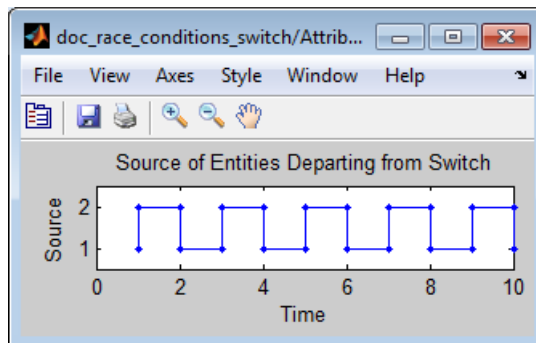 doc_race_conditions_switch/Attrib...
File View Axes Style Window Help
Source of Entities Departing from Switch
Source
2
1
0 2 4 6 8 10
Time